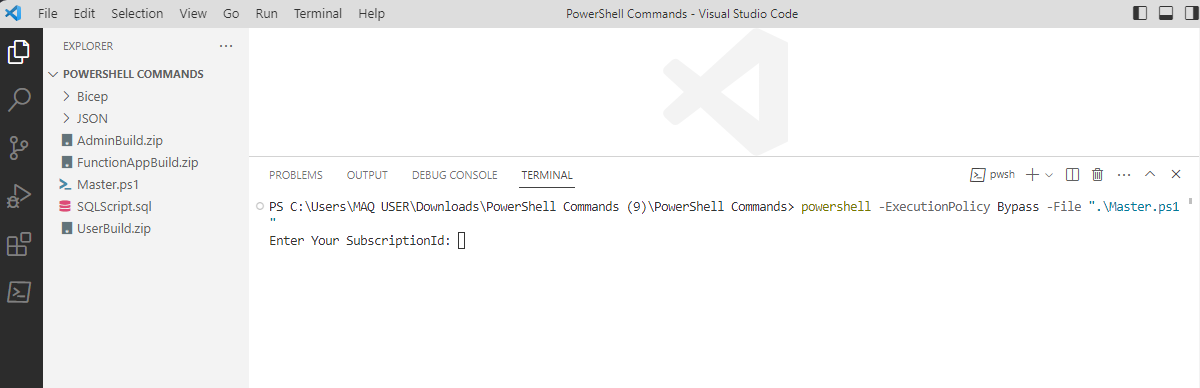 File Edit Selection View Go Run Terminal Help PowerShell Commands - Visual Studio Code
EXPLORER ···
POWERSHELL COMMANDS
Bicep
JSON
AdminBuild.zip
FunctionAppBuild.zip
Master.ps1
SQLScript.sql
UserBuild.zip
PROBLEMS OUTPUT DEBUG CONSOLE TERMINAL pwsh
PS C:\Users\MAQ USER\Downloads\PowerShell Commands (9)\PowerShell Commands> powershell -ExecutionPolicy Bypass -File ".\Master.ps1
"
Enter Your SubscriptionId: